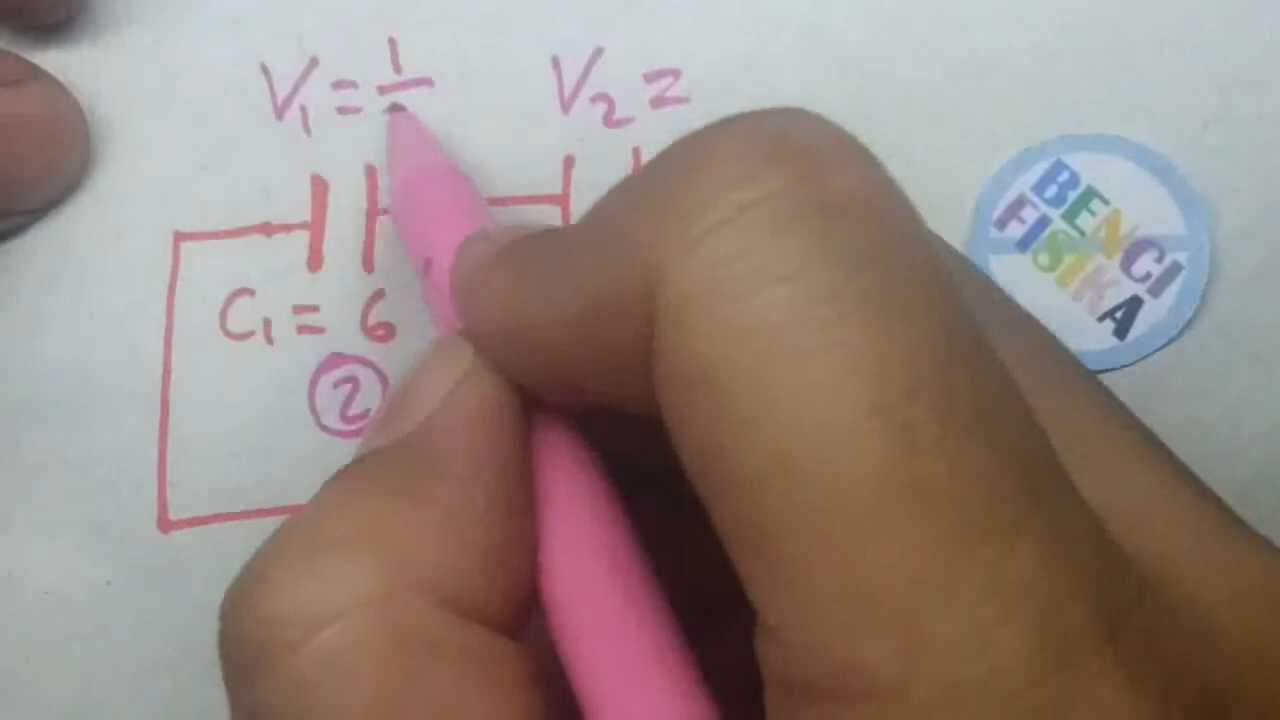 V₁ = 1/
V₂ =
C₁ = 6
2
BENCI
FISIKA